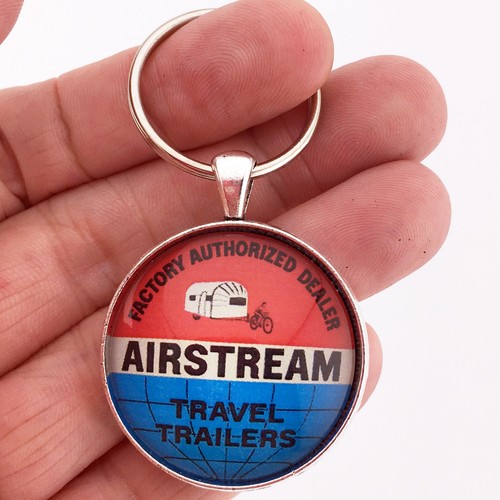 FACTORY AUTHORIZED DEALER
AIRSTREAM
TRAVEL
TRAILERS